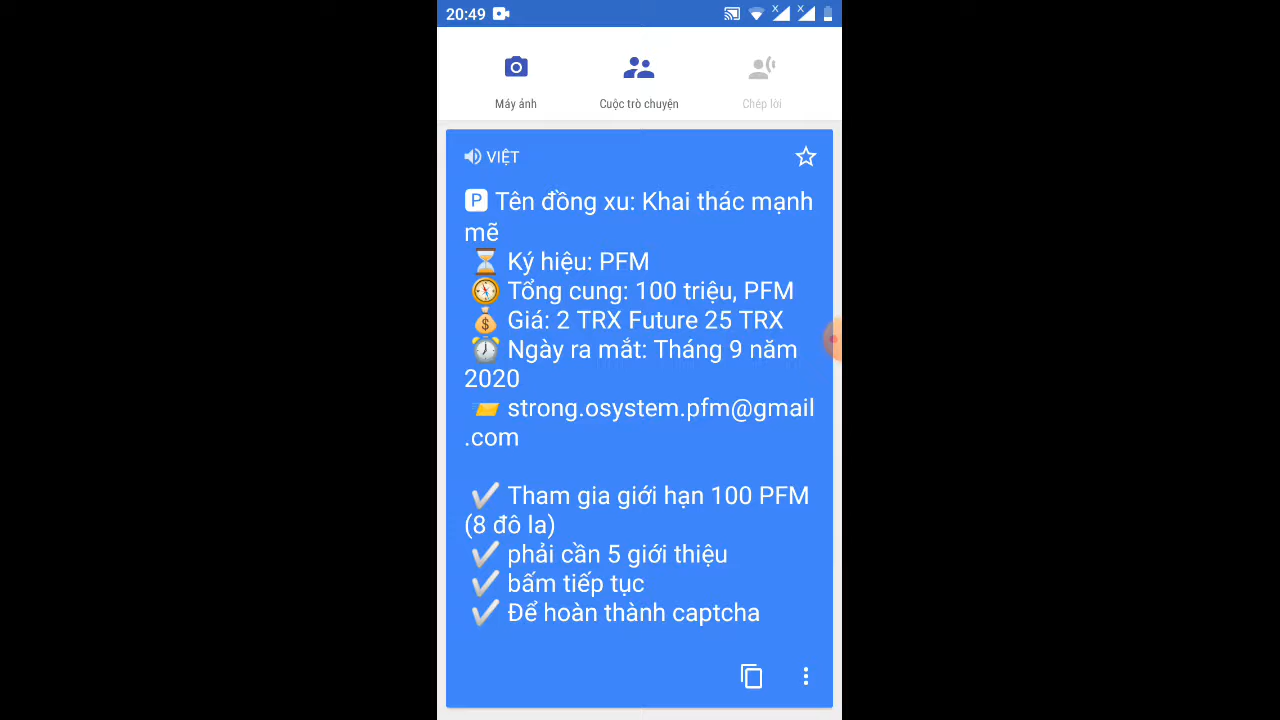 20:49
Máy ảnh
Cuộc trò chuyện
Chép lời
VIỆT
🅿 Tên đồng xu: Khai thác mạnh
mẽ
⏳ Ký hiệu: PFM
🧭 Tổng cung: 100 triệu, PFM
💰 Giá: 2 TRX Future 25 TRX
⏰ Ngày ra mắt: Tháng 9 năm
2020
📨 strong.osystem.pfm@gmail
.com
✔ Tham gia giới hạn 100 PFM
(8 đô la)
✔ phải cần 5 giới thiệu
✔ bấm tiếp tục
✔ Để hoàn thành captcha